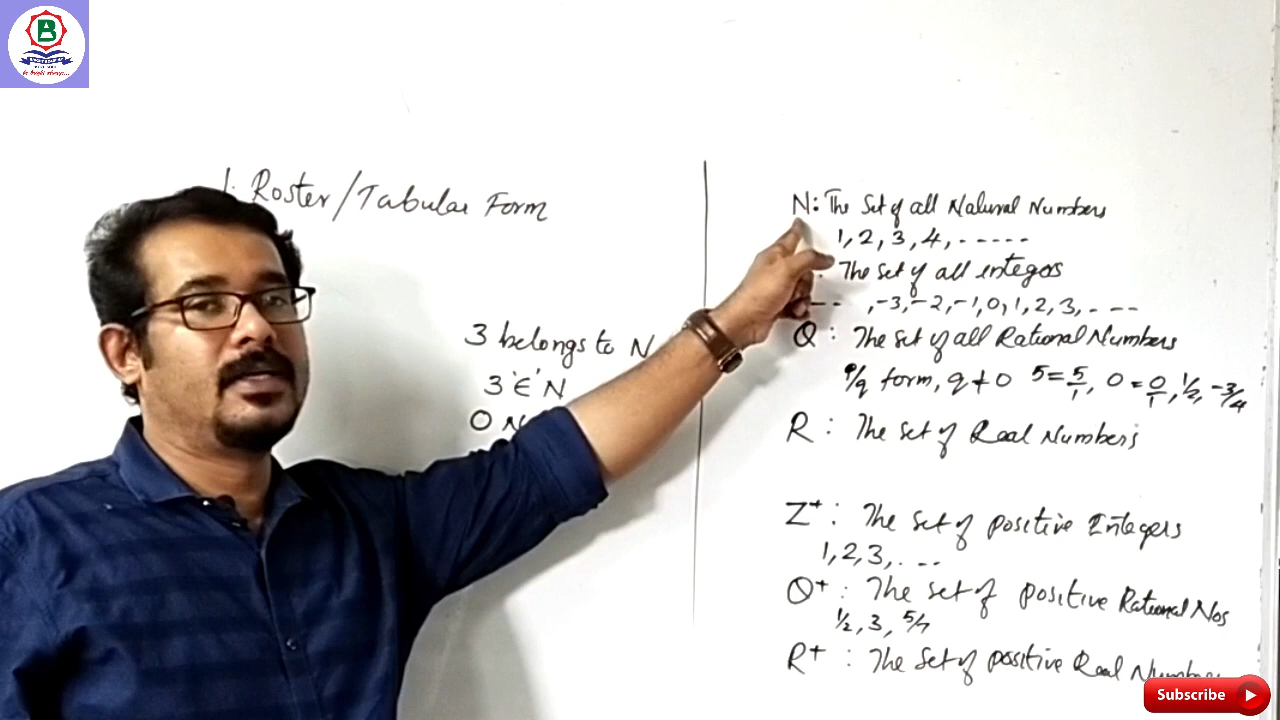 B
1. Roster/Tabular Form
3 belongs to N
3 '∈' N
0 N
N: The Set of all Natural Numbers
1, 2, 3, 4, - - - - -
: The set of all integers
- - - , -3, -2, -1, 0, 1, 2, 3, - - -
Q : The set of all Rational Numbers
p/q form, q ≠ 0 5 = 5/1, 0 = 0/1, 1/2, -3/4
R : The set of Real Numbers
Z+ : The set of positive Integers
1, 2, 3, - - -
Q+ : The set of positive Rational Nos
1/2, 3, 5/7
R+ : The set of positive Real Numbers
Subscribe